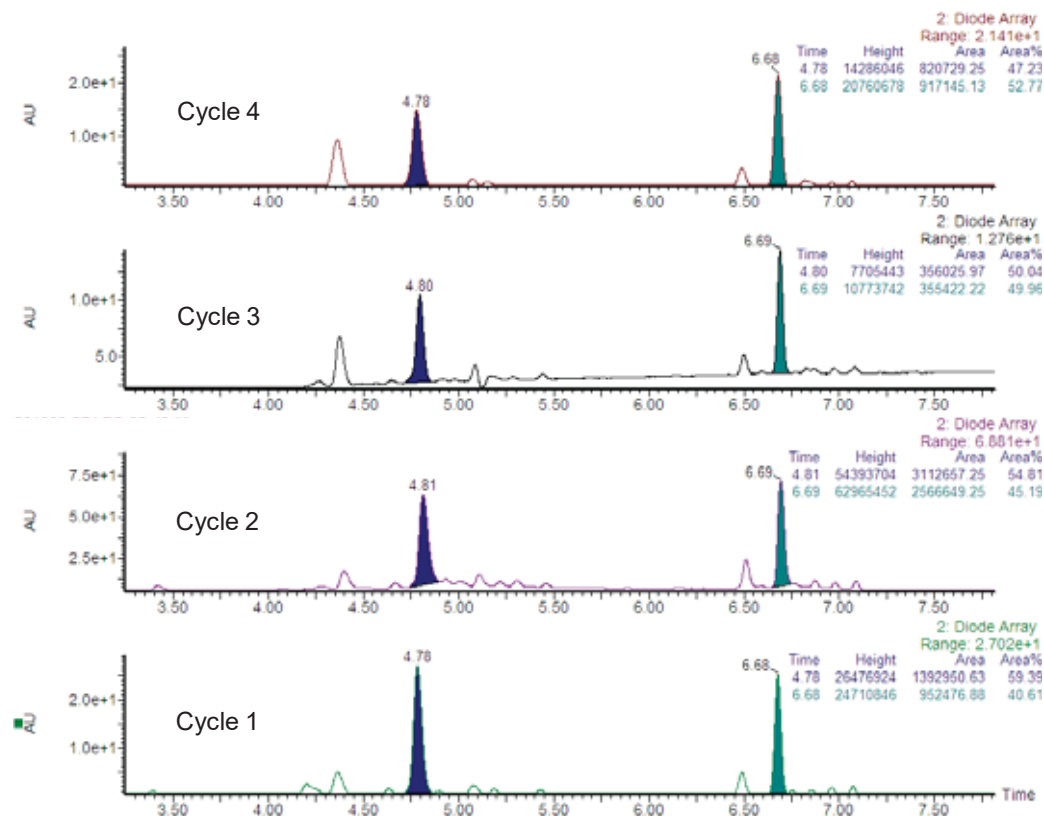 2: Diode Array
Range: 2.141e+1
Time Height Area Area%
4.78 14286046 820729.25 47.23
6.68 20760678 917145.13 52.77
6.68
4.78
2.0e+1
1.0e+1
AU
Cycle 4
3.50 4.00 4.50 5.00 5.50 6.00 6.50 7.00 7.50
2: Diode Array
Range: 1.276e+1
Time Height Area Area%
4.80 7705443 356025.97 50.04
6.69 10773742 355422.22 49.96
6.69
4.80
1.0e+1
5.0
AU
Cycle 3
3.50 4.00 4.50 5.00 5.50 6.00 6.50 7.00 7.50
2: Diode Array
Range: 6.881e+1
Time Height Area Area%
4.81 54393704 3112657.25 54.81
6.69 62965452 2566649.25 45.19
6.69
4.81
7.5e+1
5.0e+1
2.5e+1
AU
Cycle 2
3.50 4.00 4.50 5.00 5.50 6.00 6.50 7.00 7.50
2: Diode Array
Range: 2.702e+1
Time Height Area Area%
4.78 26476924 1392950.63 59.39
6.68 24710846 952476.88 40.61
6.68
4.78
2.0e+1
1.0e+1
AU
Cycle 1
3.50 4.00 4.50 5.00 5.50 6.00 6.50 7.00 7.50 Time